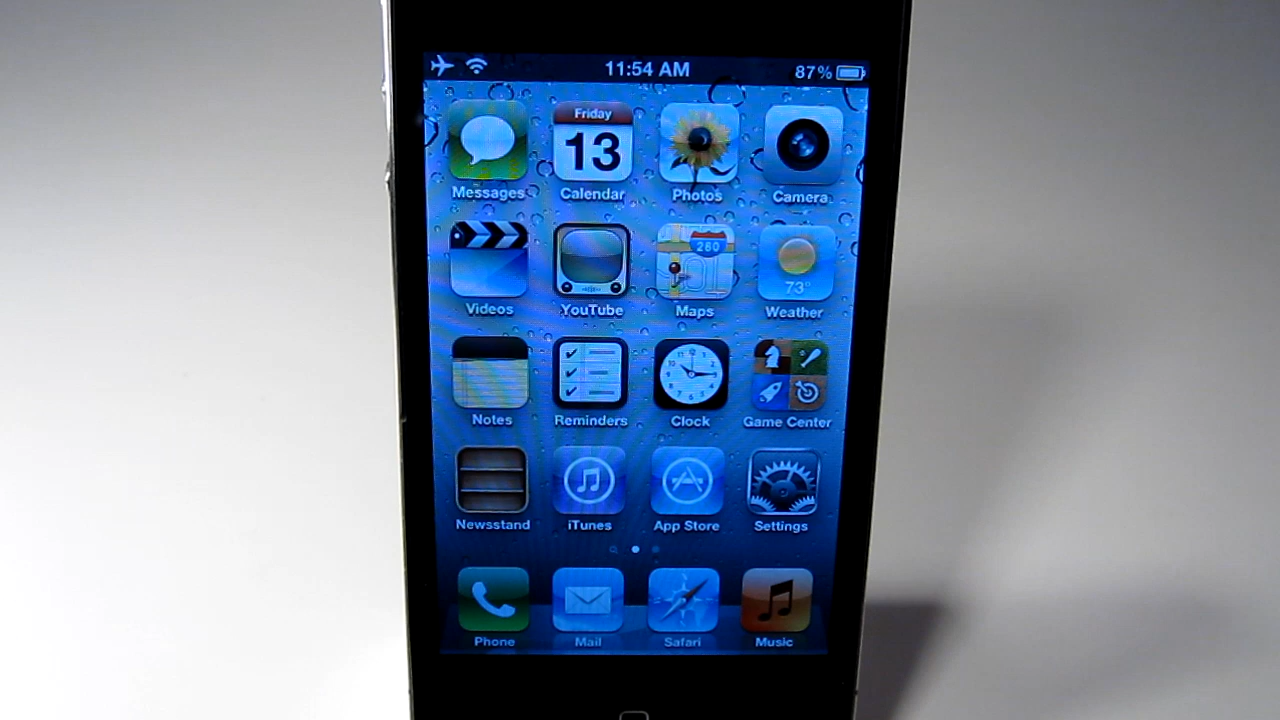 11:54 AM 87%
Friday
13
280
Messages Calendar Photos Camera
73°
Videos YouTube Maps Weather
Notes Reminders Clock Game Center
Newsstand iTunes App Store Settings
Phone Mail Safari Music